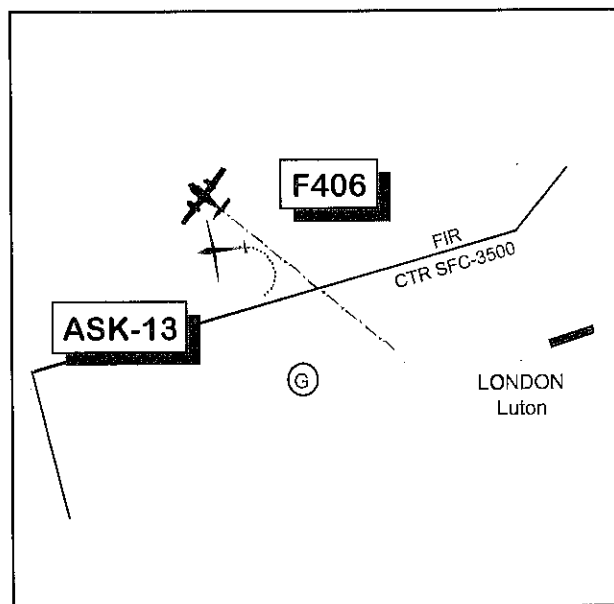 F406
FIR
CTR SFC-3500
ASK-13
G
LONDON
Luton